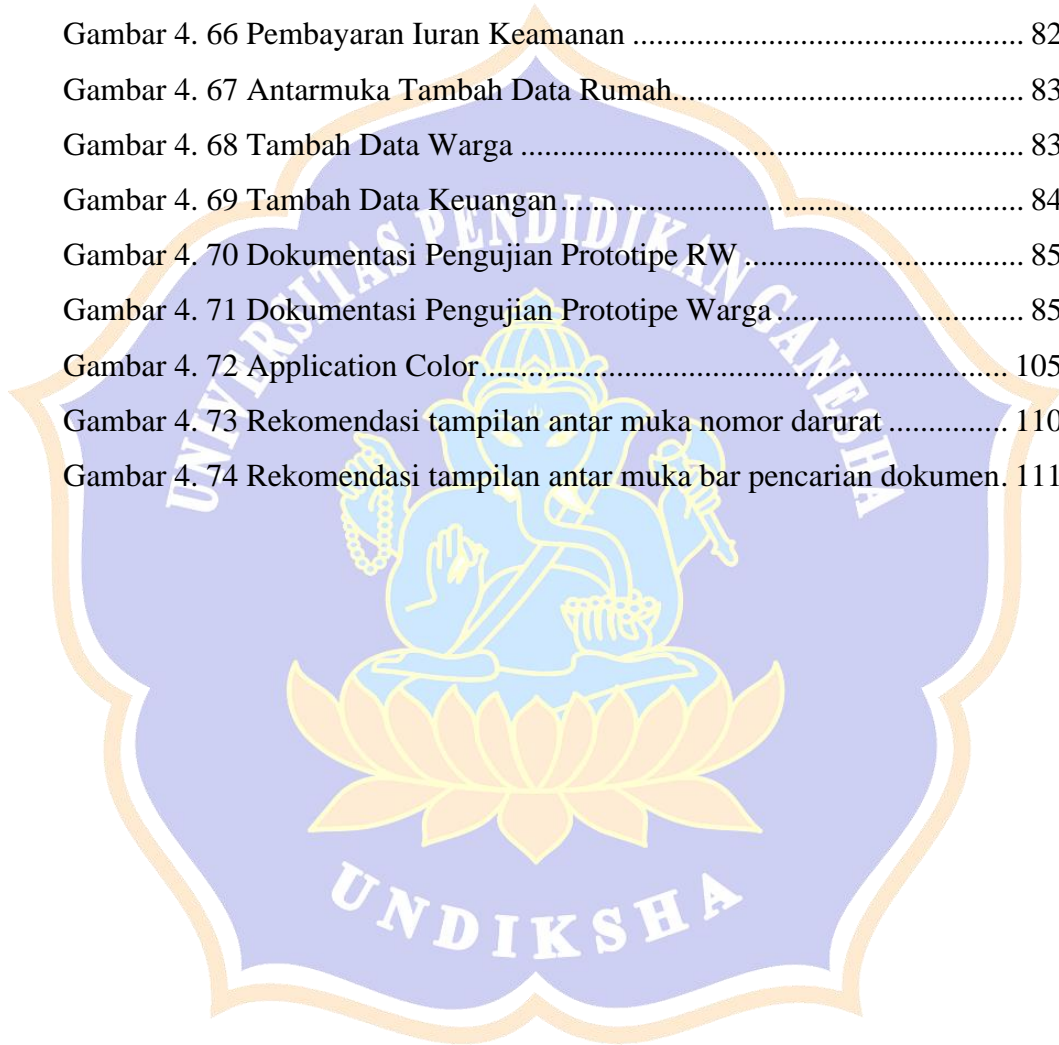 Gambar 4. 66 Pembayaran Iuran Keamanan ................................................ 82
Gambar 4. 67 Antarmuka Tambah Data Rumah........................................... 83
Gambar 4. 68 Tambah Data Warga .............................................................. 83
Gambar 4. 69 Tambah Data Keuangan ......................................................... 84
Gambar 4. 70 Dokumentasi Pengujian Prototipe RW .................................. 85
Gambar 4. 71 Dokumentasi Pengujian Prototipe Warga .............................. 85
Gambar 4. 72 Application Color................................................................. 105
Gambar 4. 73 Rekomendasi tampilan antar muka nomor darurat ............... 110
Gambar 4. 74 Rekomendasi tampilan antar muka bar pencarian dokumen. 111
UNIVERSITAS PENDIDIKAN GANESHA
UNDIKSHA